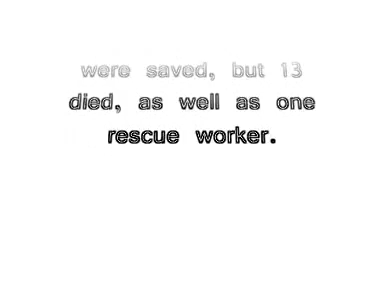 were saved, but 13
died, as well as one
rescue worker.